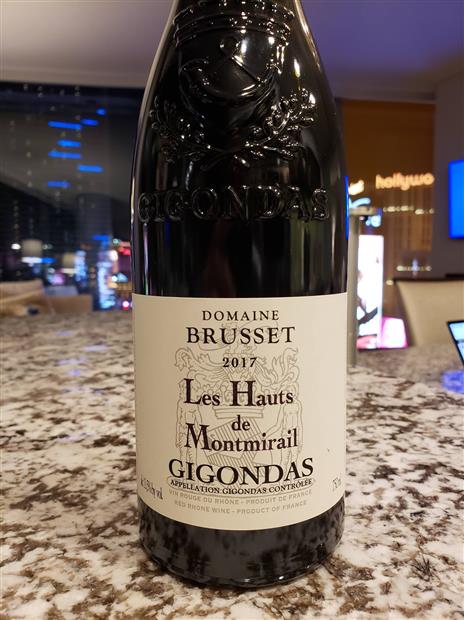 GIGONDAS
hollywo
DOMAINE
BRUSSET
2017
Les Hauts
de
Montmirail
GIGONDAS
APPELLATION GIGONDAS CONTRÔLÉE
VIN ROUGE DU RHÔNE - PRODUIT DE FRANCE
RED RHONE WINE - PRODUCT OF FRANCE